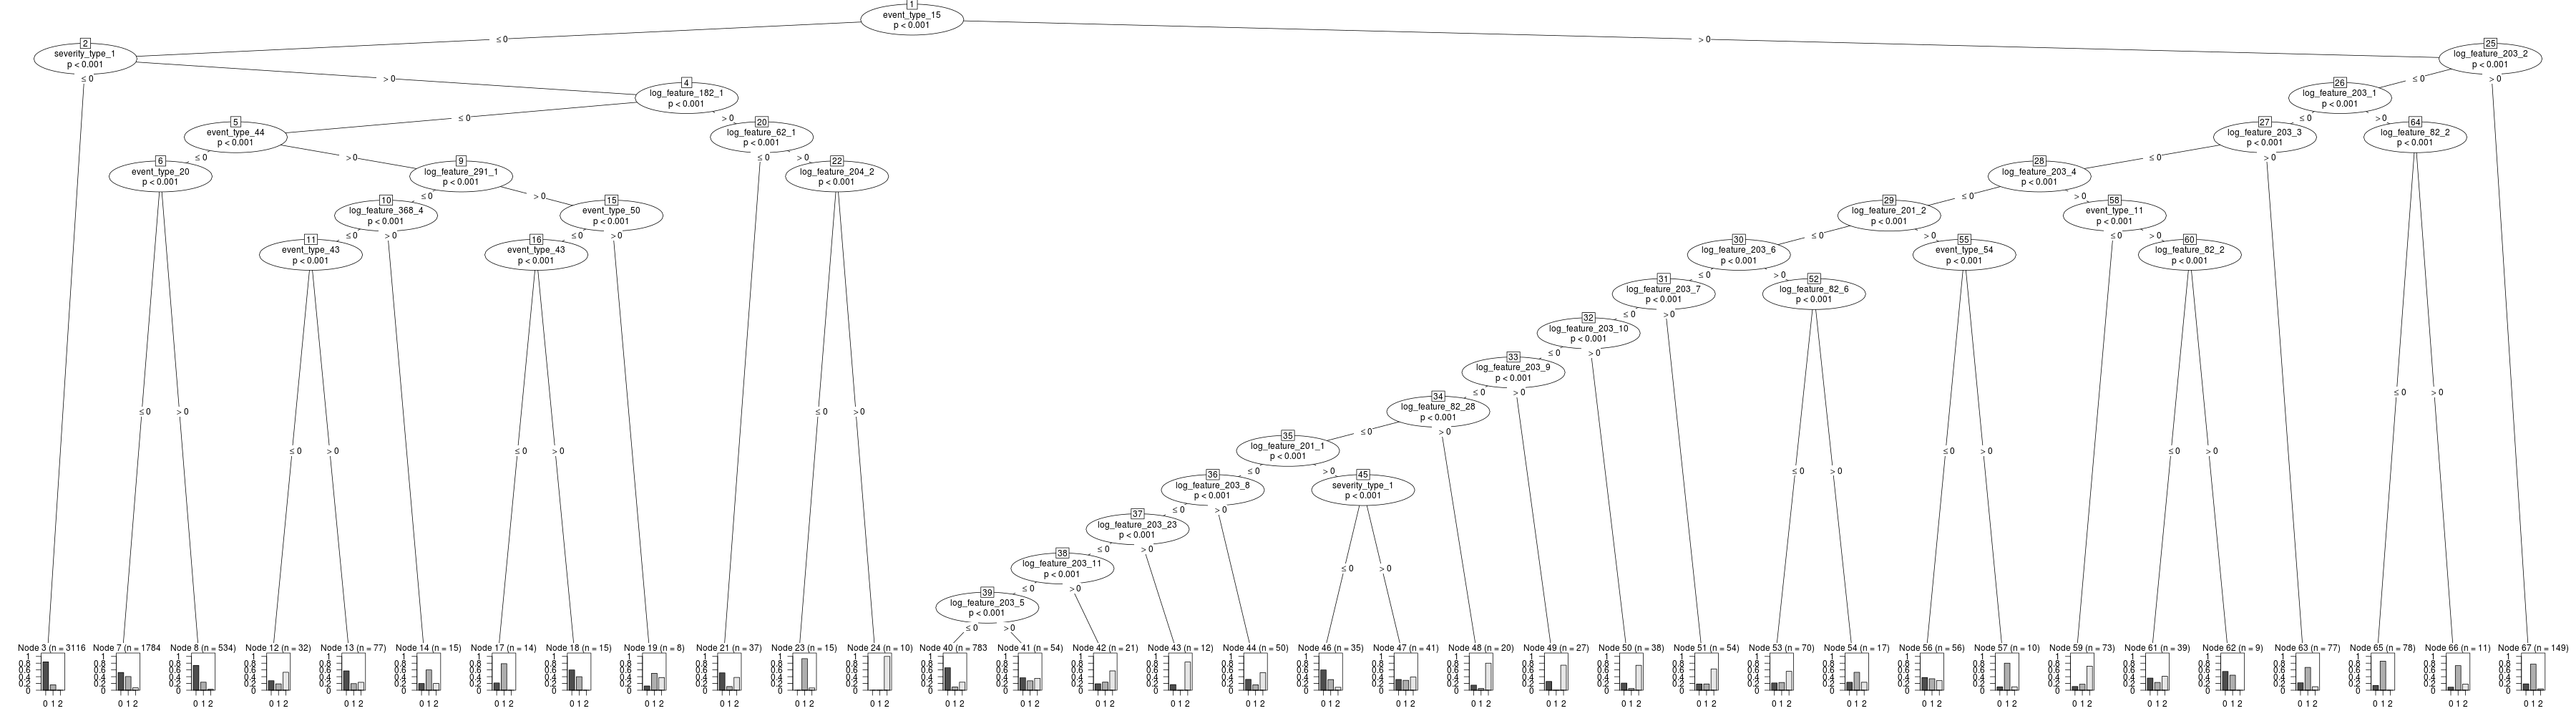 1
event_type_15
p < 0.001
≤ 0
> 0
2
severity_type_1
p < 0.001
≤ 0
> 0
25
log_feature_203_2
p < 0.001
≤ 0
> 0
4
log_feature_182_1
p < 0.001
≤ 0
> 0
26
log_feature_203_1
p < 0.001
≤ 0
> 0
5
event_type_44
p < 0.001
≤ 0
> 0
20
log_feature_62_1
p < 0.001
≤ 0
> 0
27
log_feature_203_3
p < 0.001
≤ 0
> 0
64
log_feature_82_2
p < 0.001
≤ 0
> 0
6
event_type_20
p < 0.001
≤ 0
> 0
9
log_feature_291_1
p < 0.001
≤ 0
> 0
22
log_feature_204_2
p < 0.001
≤ 0
> 0
28
log_feature_203_4
p < 0.001
≤ 0
> 0
10
log_feature_368_4
p < 0.001
≤ 0
> 0
15
event_type_50
p < 0.001
≤ 0
> 0
29
log_feature_201_2
p < 0.001
≤ 0
> 0
58
event_type_11
p < 0.001
≤ 0
> 0
11
event_type_43
p < 0.001
≤ 0
> 0
16
event_type_43
p < 0.001
≤ 0
> 0
30
log_feature_203_6
p < 0.001
≤ 0
> 0
55
event_type_54
p < 0.001
≤ 0
> 0
60
log_feature_82_2
p < 0.001
≤ 0
> 0
31
log_feature_203_7
p < 0.001
≤ 0
> 0
52
log_feature_82_6
p < 0.001
≤ 0
> 0
32
log_feature_203_10
p < 0.001
≤ 0
> 0
33
log_feature_203_9
p < 0.001
≤ 0
> 0
34
log_feature_82_28
p < 0.001
≤ 0
> 0
35
log_feature_201_1
p < 0.001
≤ 0
> 0
36
log_feature_203_8
p < 0.001
≤ 0
> 0
45
severity_type_1
p < 0.001
≤ 0
> 0
37
log_feature_203_23
p < 0.001
≤ 0
> 0
38
log_feature_203_11
p < 0.001
≤ 0
> 0
39
log_feature_203_5
p < 0.001
≤ 0
> 0
Node 3 (n = 3116
Node 7 (n = 1784
Node 8 (n = 534)
Node 12 (n = 32)
Node 13 (n = 77)
Node 14 (n = 15)
Node 17 (n = 14)
Node 18 (n = 15)
Node 19 (n = 8)
Node 21 (n = 37)
Node 23 (n = 15)
Node 24 (n = 10)
Node 40 (n = 783
Node 41 (n = 54)
Node 42 (n = 21)
Node 43 (n = 12)
Node 44 (n = 50)
Node 46 (n = 35)
Node 47 (n = 41)
Node 48 (n = 20)
Node 49 (n = 27)
Node 50 (n = 38)
Node 51 (n = 54)
Node 53 (n = 70)
Node 54 (n = 17)
Node 56 (n = 56)
Node 57 (n = 10)
Node 59 (n = 73)
Node 61 (n = 39)
Node 62 (n = 9)
Node 63 (n = 77)
Node 65 (n = 78)
Node 66 (n = 11)
Node 67 (n = 149)
1
0.8
0.6
0.4
0.2
0
0 1 2